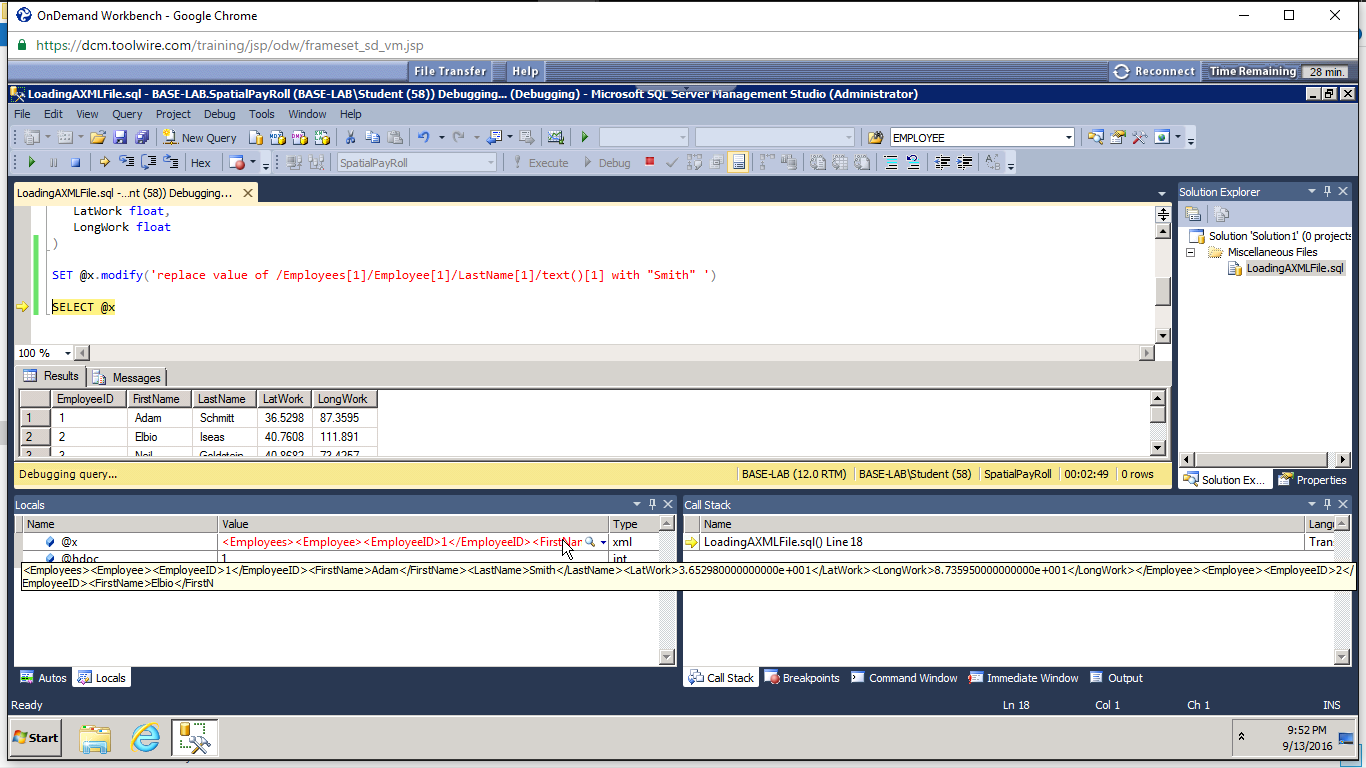 OnDemand Workbench - Google Chrome
https://dcm.toolwire.com/training/jsp/odw/frameset_sd_vm.jsp
File Transfer Help Reconnect Time Remaining 28 min.
LoadingAXMLFile.sql - BASE-LAB.SpatialPayRoll (BASE-LAB\Student (58)) Debugging... (Debugging) - Microsoft SQL Server Management Studio (Administrator)
File Edit View Query Project Debug Tools Window Help
New Query EMPLOYEE
Hex SpatialPayRoll Execute Debug
LoadingAXMLFile.sql -...nt (58)) Debugging...
LatWork float,
LongWork float
)
SET @x.modify('replace value of /Employees[1]/Employee[1]/LastName[1]/text()[1] with "Smith" ')
SELECT @x
100 %
Results Messages
EmployeeID FirstName LastName LatWork LongWork
1 1 Adam Schmitt 36.5298 87.3595
2 2 Elbio Iseas 40.7608 111.891
3 3 Neil Goldstein 40.8682 73.4257
Debugging query... BASE-LAB (12.0 RTM) BASE-LAB\Student (58) SpatialPayRoll 00:02:49 0 rows
Solution Explorer
Solution 'Solution1' (0 projects
Miscellaneous Files
LoadingAXMLFile.sql
Solution Ex... Properties
Locals
Name Value Type
@x <Employees><Employee><EmployeeID>1</EmployeeID><FirstNar xml
@hdoc 1 int
<Employees><Employee><EmployeeID>1</EmployeeID><FirstName>Adam</FirstName><LastName>Smith</LastName><LatWork>3.652980000000000e+001</LatWork><LongWork>8.735950000000000e+001</LongWork></Employee><Employee><EmployeeID>2</
EmployeeID><FirstName>Elbio</FirstN
Call Stack
Name Langu
LoadingAXMLFile.sql() Line 18 Tran
Autos Locals
Call Stack Breakpoints Command Window Immediate Window Output
Ready Ln 18 Col 1 Ch 1 INS
Start
9:52 PM
9/13/2016